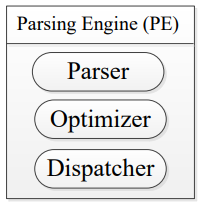 Parsing Engine (PE)
Parser
Optimizer
Dispatcher